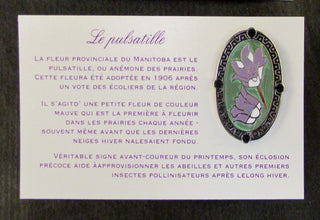 Le pulsatille
La fleur provinciale du Manitoba est le
pulsatille, ou anémone des prairies.
Cette fleura été adoptée en 1906 après
un vote des écoliers de la région.
Il s'agito' une petite fleur de couleur
mauve qui est la première à fleurir
dans les prairies chaque année -
souvent même avant que les dernières
neiges hiver nalesaient fondu.
Véritable signe avant-coureur du printemps, son éclosion
précoce aide àapprovisionner les abeilles et autres premiers
insectes pollinisateurs après lelong hiver.